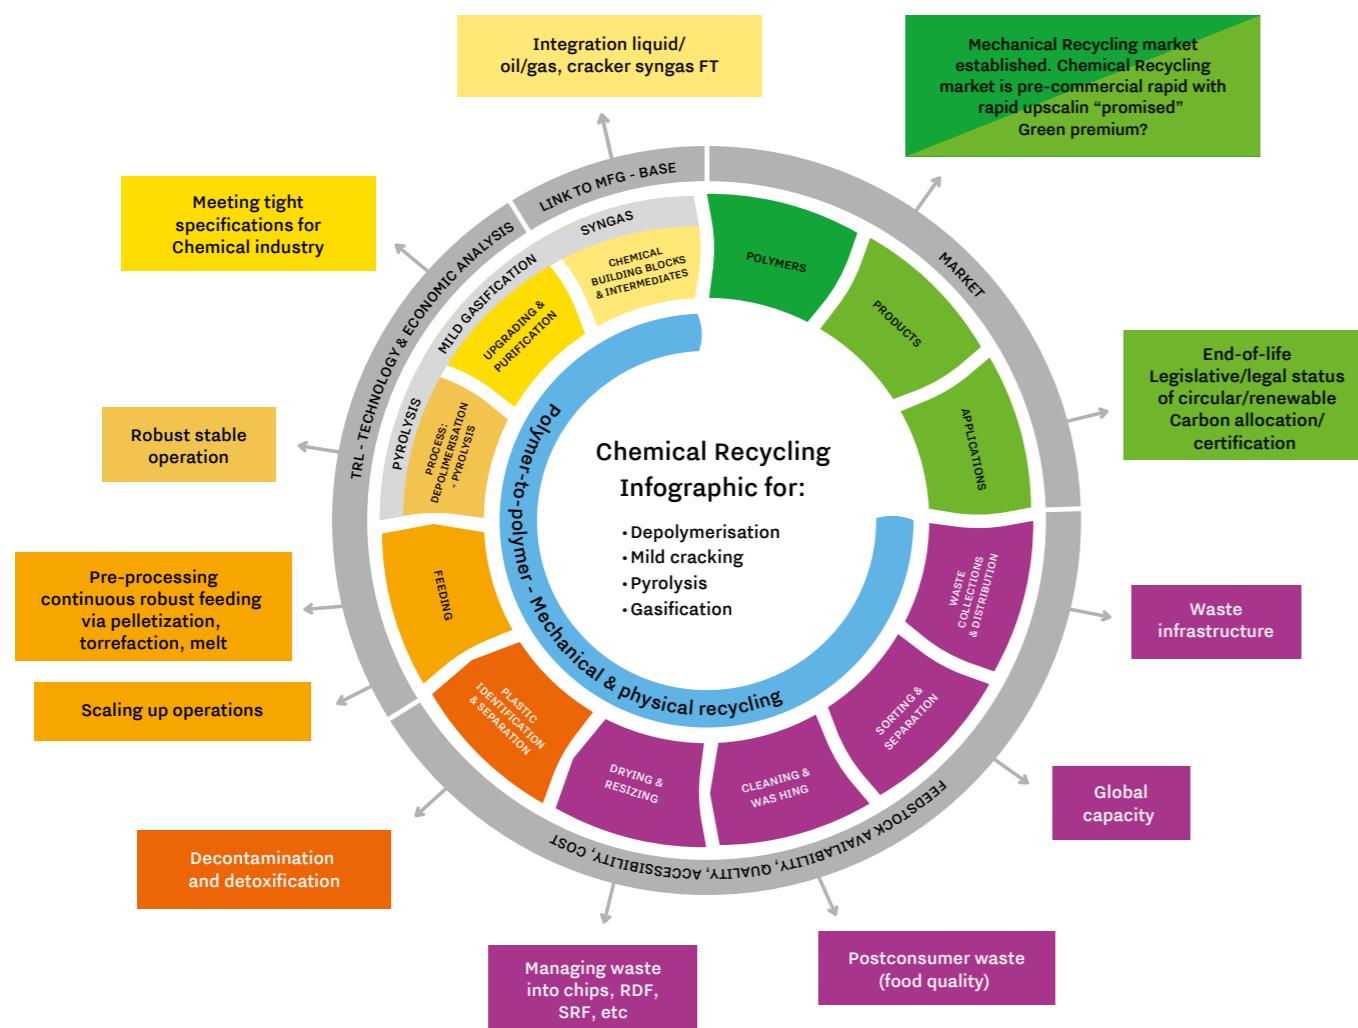 Integration liquid/
oil/gas, cracker syngas FT
Mechanical Recycling market
established. Chemical Recycling
market is pre-commercial rapid with
rapid upscalin “promised”
Green premium?
Meeting tight
specifications for
Chemical industry
End-of-life
Legislative/legal status
of circular/renewable
Carbon allocation/
certification
Robust stable
operation
Pre-processing
continuous robust feeding
via pelletization,
torrefaction, melt
Waste
infrastructure
Scaling up operations
Global
capacity
Decontamination
and detoxification
Managing waste
into chips, RDF,
SRF, etc
Postconsumer waste
(food quality)
LINK TO MFG - BASE
MARKET
FEEDSTOCK AVAILABILITY, QUALITY, ACCESSIBILITY, COST
TRL - TECHNOLOGY & ECONOMIC ANALYSIS
PYROLYSIS
MILD GASIFICATION
SYNGAS
POLYMERS
PRODUCTS
APPLICATIONS
WASTE
COLLECTIONS
& DISTRIBUTION
SORTING &
SEPARATION
CLEANING &
WAS HING
DRYING &
RESIZING
PLASTIC
IDENTIFICATION
& SEPARATION
FEEDING
PROCESS:
DEPOLIMERISATION
- PYROLYSIS
UPGRADING &
PURIFICATION
CHEMICAL
BUILDING BLOCKS
& INTERMEDIATES
Polymer-to-polymer - Mechanical & physical recycling
Chemical Recycling
Infographic for:
• Depolymerisation
• Mild cracking
• Pyrolysis
• Gasification